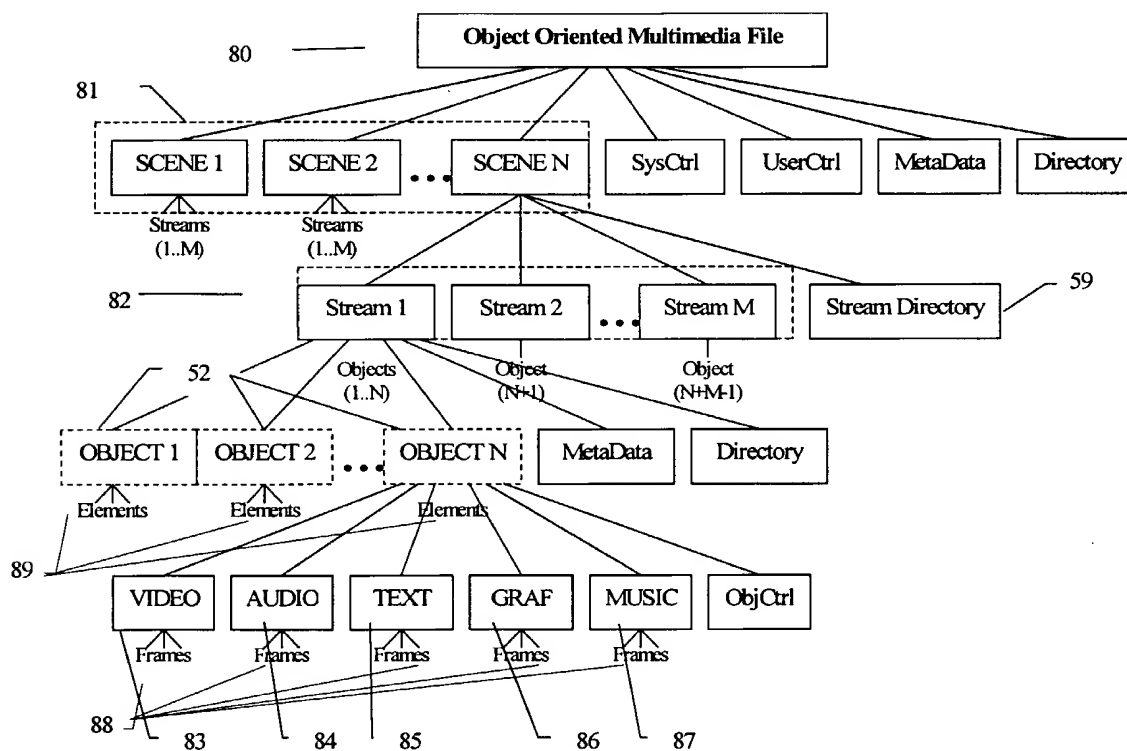 Object Oriented Multimedia File
80
81
SCENE 1
SCENE 2
SCENE N
SysCtrl
UserCtrl
MetaData
Directory
Streams
(1..M)
Streams
(1..M)
82
59
Stream 1
Stream 2
Stream M
Stream Directory
52
Objects
(1..N)
Object
(N+1)
Object
(N+M-1)
OBJECT 1
OBJECT 2
OBJECT N
MetaData
Directory
Elements
Elements
Elements
89
VIDEO
AUDIO
TEXT
GRAF
MUSIC
ObjCtrl
Frames
Frames
Frames
Frames
Frames
88
83
84
85
86
87